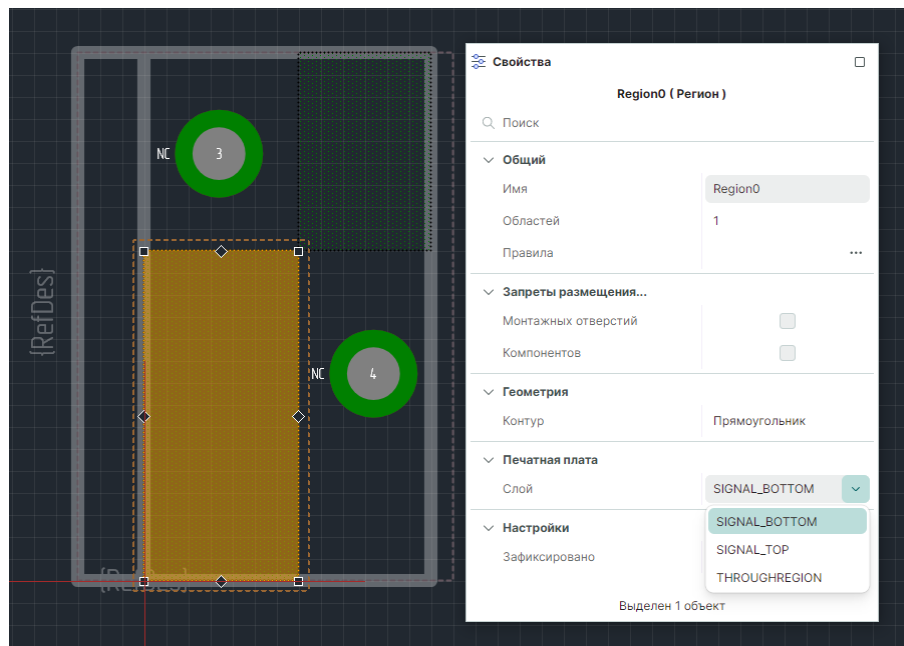 Свойства
Region0 ( Регион )
Поиск
Общий
Имя Region0
Областей 1
Правила ...
Запреты размещения...
Монтажных отверстий
Компонентов
Геометрия
Контур Прямоугольник
Печатная плата
Слой SIGNAL_BOTTOM
SIGNAL_BOTTOM
Настройки
SIGNAL_TOP
Зафиксировано
THROUGHREGION
Выделен 1 объект
NC 3
{RefDes}
NC 4
{RefDes}